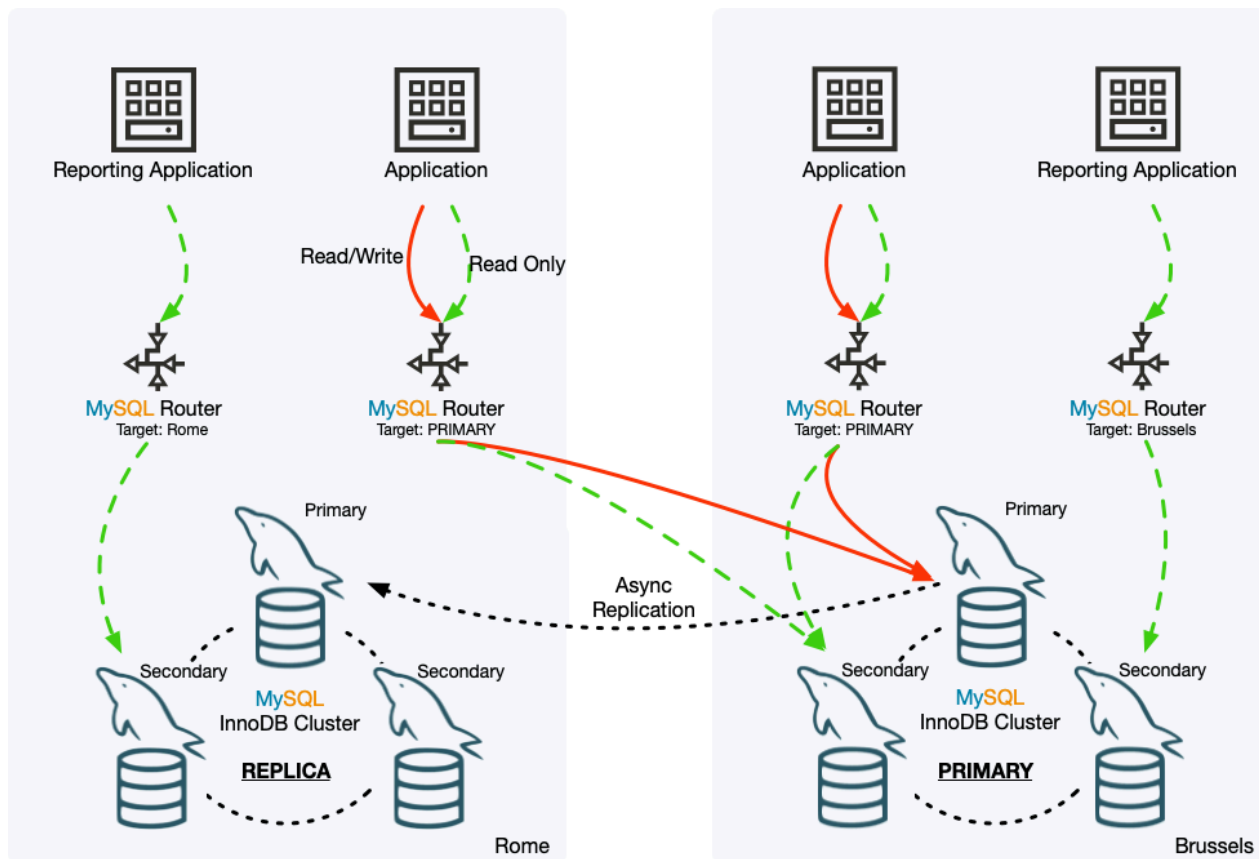 Reporting Application
Application
Application
Reporting Application
Read/Write
Read Only
MySQL Router
Target: Rome
MySQL Router
Target: PRIMARY
MySQL Router
Target: PRIMARY
MySQL Router
Target: Brussels
Primary
Primary
Async
Replication
Secondary
Secondary
Secondary
Secondary
MySQL
InnoDB Cluster
REPLICA
MySQL
InnoDB Cluster
PRIMARY
Rome
Brussels